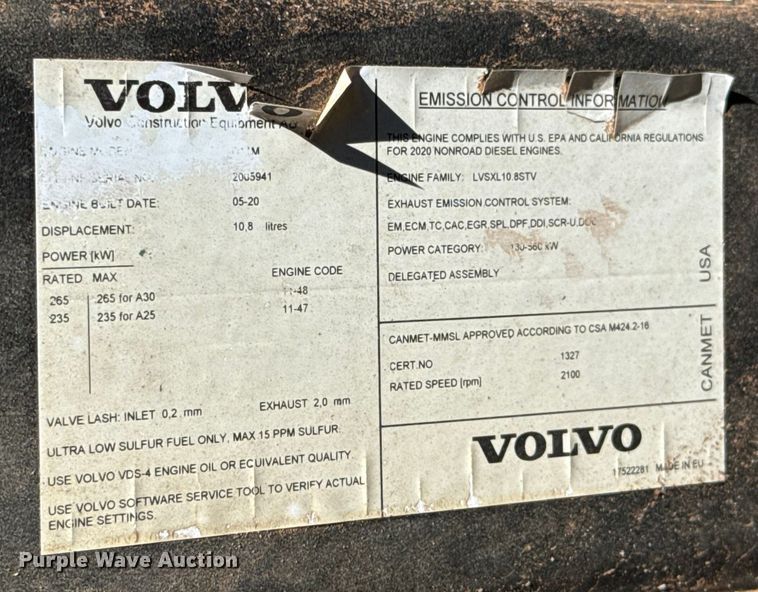 VOLVO
Volvo Construction Equipment AB
ENGINE MODEL
ENGINE SERIAL NO. 2005941
ENGINE BUILT DATE: 05-20
DISPLACEMENT: 10,8 litres
POWER [kW]
RATED MAX ENGINE CODE
265 265 for A30 11-48
235 235 for A25 11-47
VALVE LASH: INLET 0,2 mm EXHAUST 2,0 mm
ULTRA LOW SULFUR FUEL ONLY. MAX 15 PPM SULFUR.
USE VOLVO VDS-4 ENGINE OIL OR ECUIVALENT QUALITY.
USE VOLVO SOFTWARE SERVICE TOOL TO VERIFY ACTUAL
ENGINE SETTINGS.
EMISSION CONTROL INFORMATION
THIS ENGINE COMPLIES WITH U.S. EPA AND CALIFORNIA REGULATIONS
FOR 2020 NONROAD DIESEL ENGINES.
ENGINE FAMILY: LVSXL10.8STV
EXHAUST EMISSION CONTROL SYSTEM:
EM,ECM,TC,CAC,EGR,SPL,DPF,DDI,SCR-U,DOC
POWER CATEGORY: 130-560 kW
DELEGATED ASSEMBLY
USA
CANMET-MMSL APPROVED ACCORDING TO CSA M424.2-16
CERT.NO 1327
RATED SPEED [rpm] 2100
CANMET
VOLVO
17522281 MADE IN EU
Purple Wave Auction